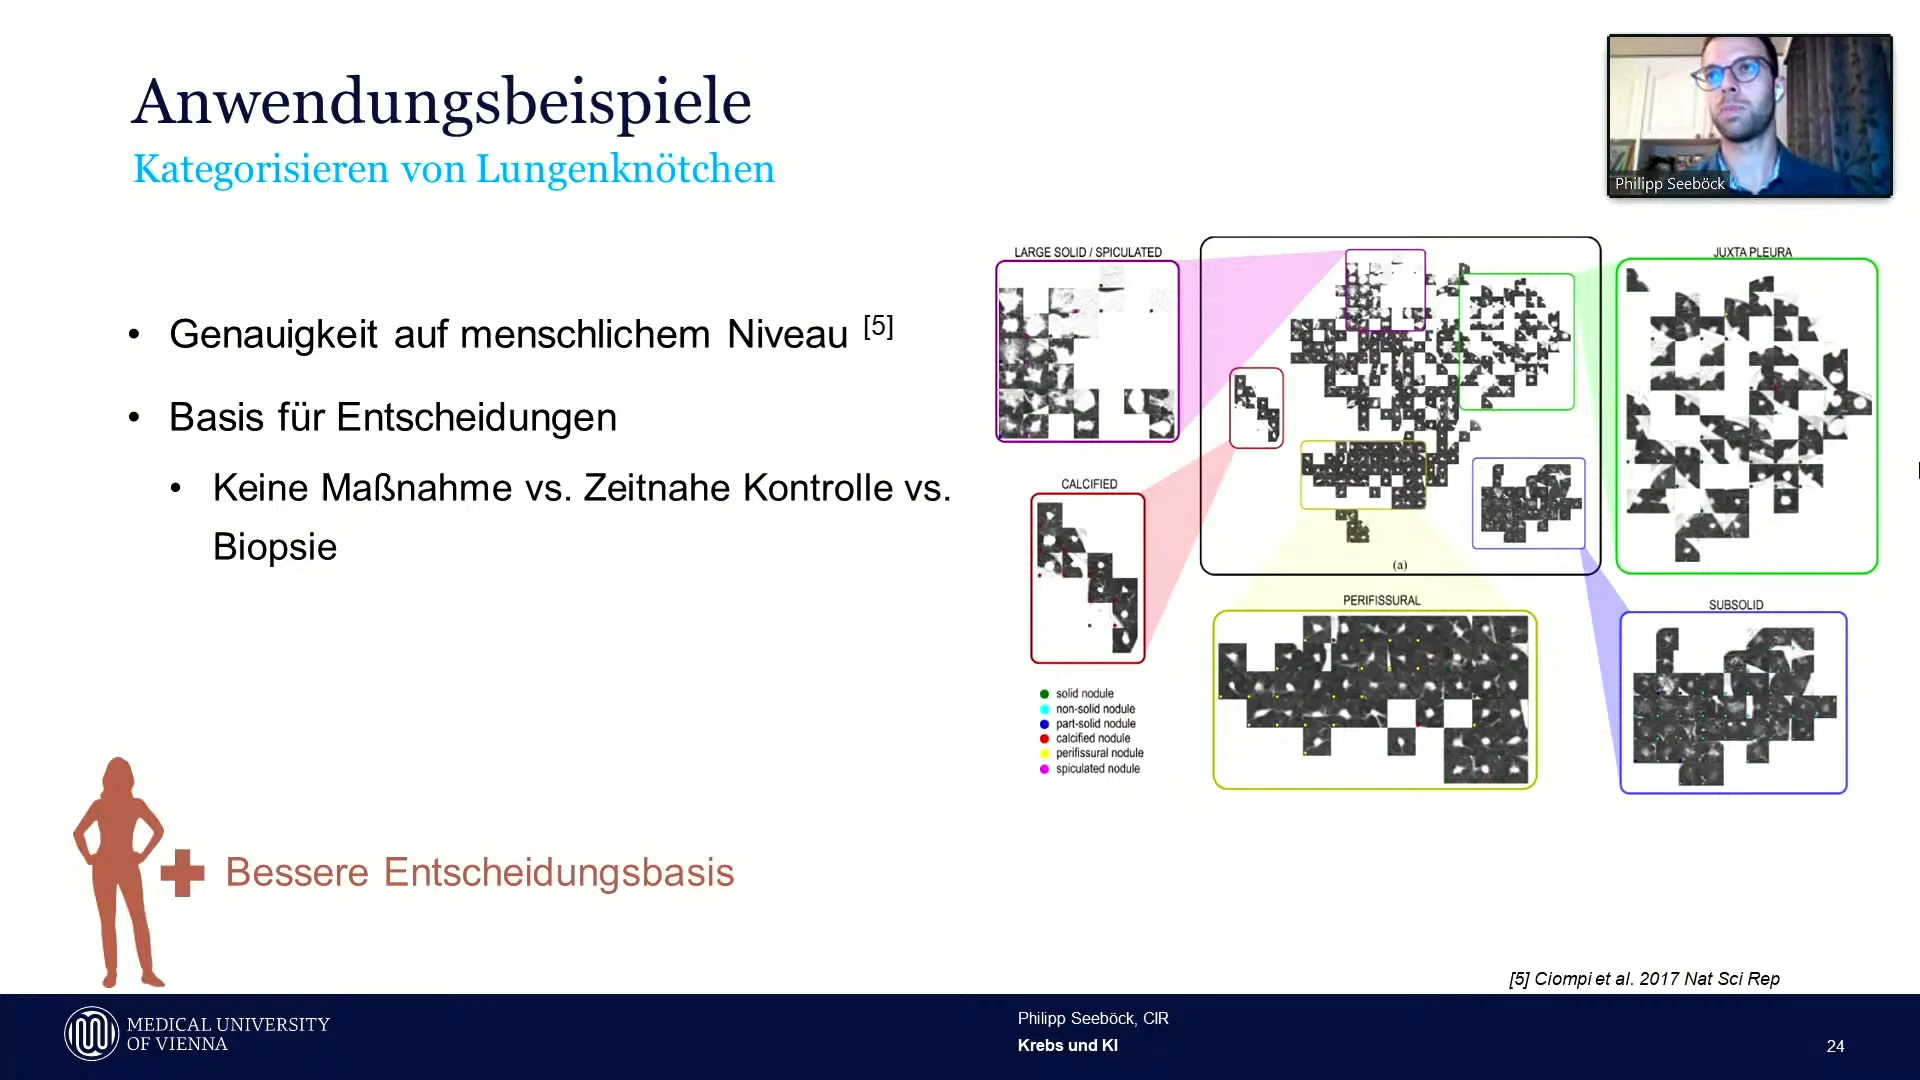 Anwendungsbeispiele
Kategorisieren von Lungenknötchen
Philipp Seeböck
• Genauigkeit auf menschlichem Niveau [5]
• Basis für Entscheidungen
• Keine Maßnahme vs. Zeitnahe Kontrolle vs.
Biopsie
LARGE SOLID / SPICULATED
JUXTA PLEURA
CALCIFIED
(a)
PERIFISSURAL
SUBSOLID
solid nodule
non-solid nodule
part-solid nodule
calcified nodule
perifissural nodule
spiculated nodule
Bessere Entscheidungsbasis
[5] Ciompi et al. 2017 Nat Sci Rep
MEDICAL UNIVERSITY
OF VIENNA
Philipp Seeböck, CIR
Krebs und KI
24